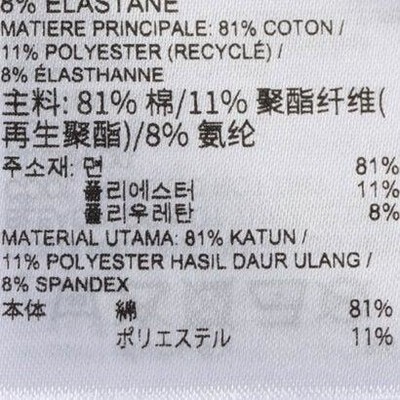 8% ELASTANE
MATIERE PRINCIPALE: 81% COTON /
11% POLYESTER (RECYCLÉ) /
8% ÉLASTHANNE
主料: 81% 棉/11% 聚酯纤维(
再生聚酯)/8% 氨纶
주소재: 면 81%
폴리에스터 11%
폴리우레탄 8%
MATERIAL UTAMA: 81% KATUN /
11% POLYESTER HASIL DAUR ULANG /
8% SPANDEX
本体 綿 81%
ポリエステル 11%